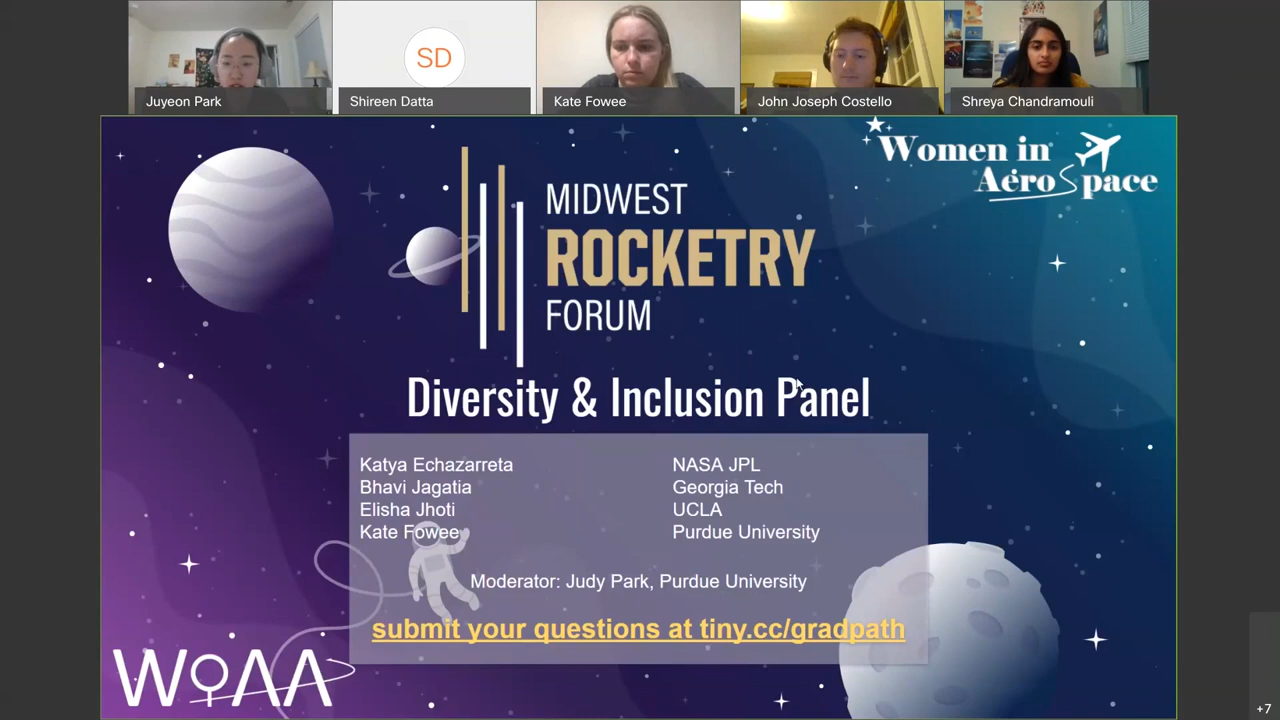 SD
Juyeon Park
Shireen Datta
Kate Fowee
John Joseph Costello
Shreya Chandramouli
Women in
AeroSpace
MIDWEST
ROCKETRY
FORUM
Diversity & Inclusion Panel
Katya Echazarreta NASA JPL
Bhavi Jagatia Georgia Tech
Elisha Jhoti UCLA
Kate Fowee Purdue University
Moderator: Judy Park, Purdue University
submit your questions at tiny.cc/gradpath
WoAA
+7